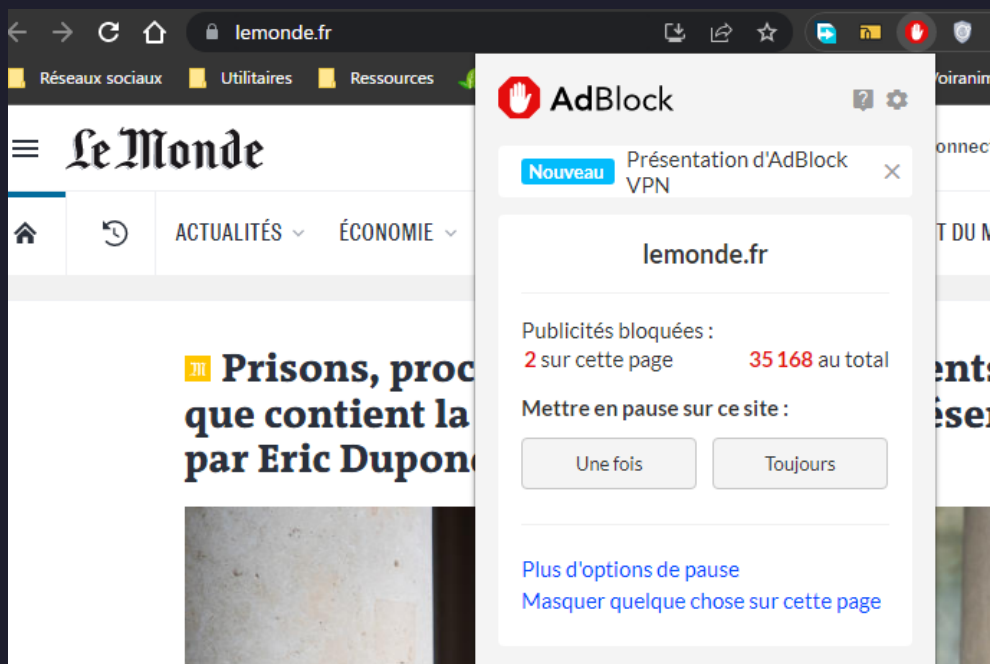 lemonde.fr
Réseaux sociaux
Utilitaires
Ressources
AdBlock
Le Monde
Nouveau
Présentation d'AdBlock
VPN
ACTUALITÉS
ÉCONOMIE
T DU
lemonde.fr
Publicités bloquées :
2 sur cette page
35 168 au total
Mettre en pause sur ce site :
Une fois
Toujours
Plus d'options de pause
Masquer quelque chose sur cette page
Prisons, proc
que contient la
par Eric Dupon